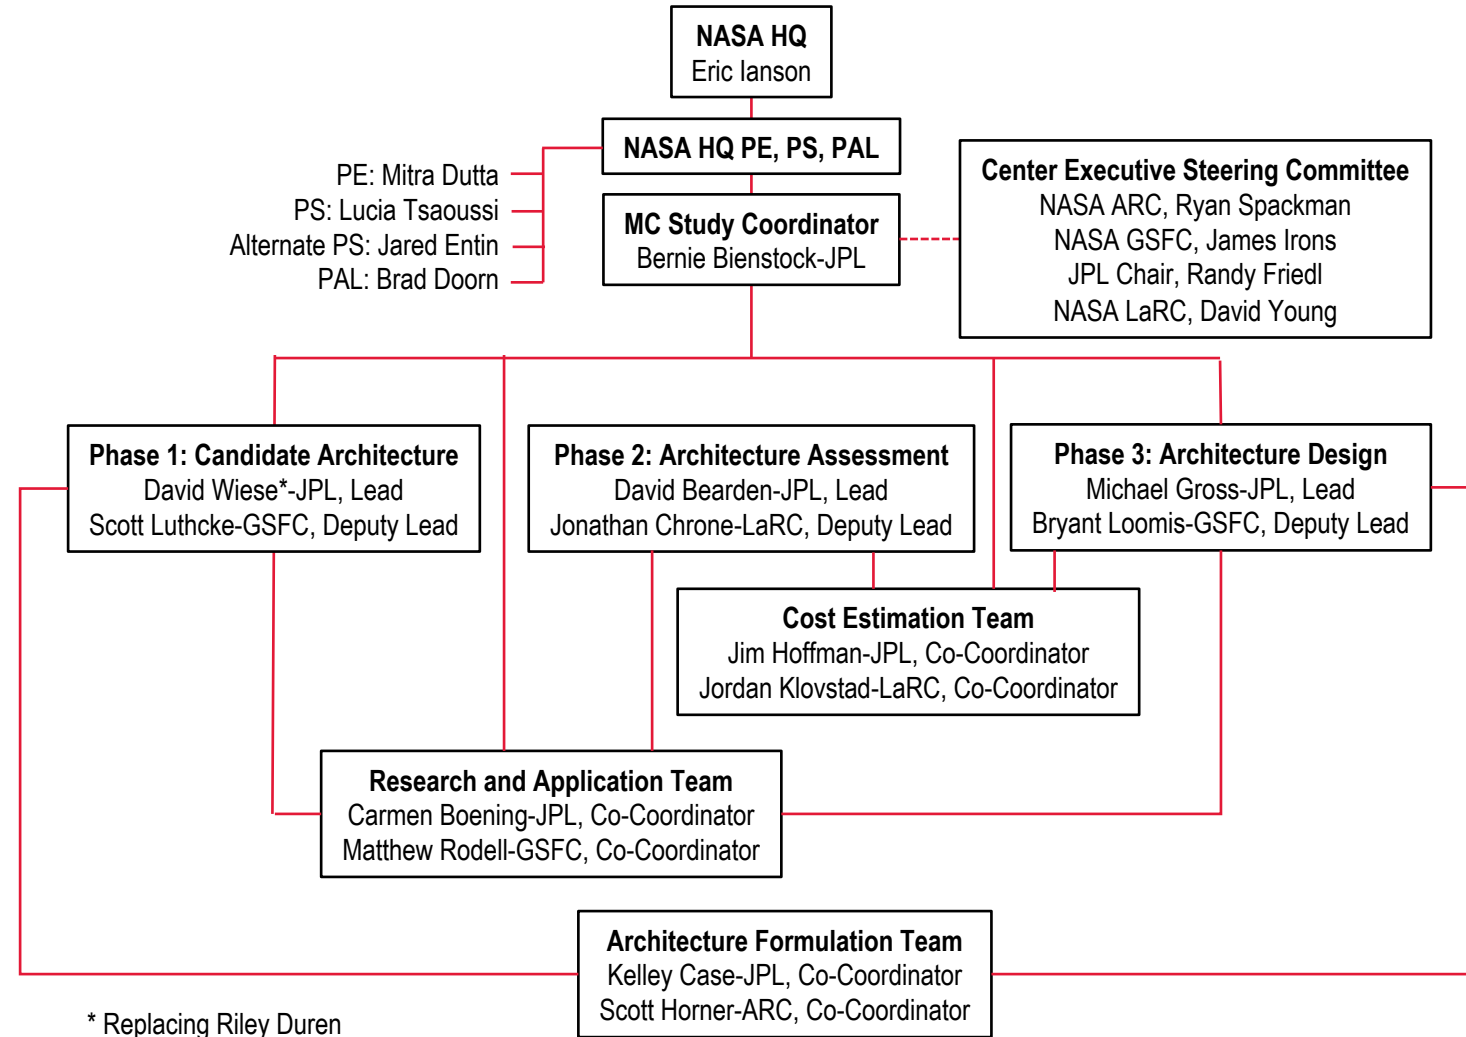 NASA HQ
Eric Ianson
NASA HQ PE, PS, PAL
PE: Mitra Dutta
PS: Lucia Tsaoussi
Alternate PS: Jared Entin
PAL: Brad Doorn
MC Study Coordinator
Bernie Bienstock-JPL
Center Executive Steering Committee
NASA ARC, Ryan Spackman
NASA GSFC, James Irons
JPL Chair, Randy Friedl
NASA LaRC, David Young
Phase 1: Candidate Architecture
David Wiese*-JPL, Lead
Scott Luthcke-GSFC, Deputy Lead
Phase 2: Architecture Assessment
David Bearden-JPL, Lead
Jonathan Chrone-LaRC, Deputy Lead
Phase 3: Architecture Design
Michael Gross-JPL, Lead
Bryant Loomis-GSFC, Deputy Lead
Cost Estimation Team
Jim Hoffman-JPL, Co-Coordinator
Jordan Klovstad-LaRC, Co-Coordinator
Research and Application Team
Carmen Boening-JPL, Co-Coordinator
Matthew Rodell-GSFC, Co-Coordinator
Architecture Formulation Team
Kelley Case-JPL, Co-Coordinator
Scott Horner-ARC, Co-Coordinator
* Replacing Riley Duren